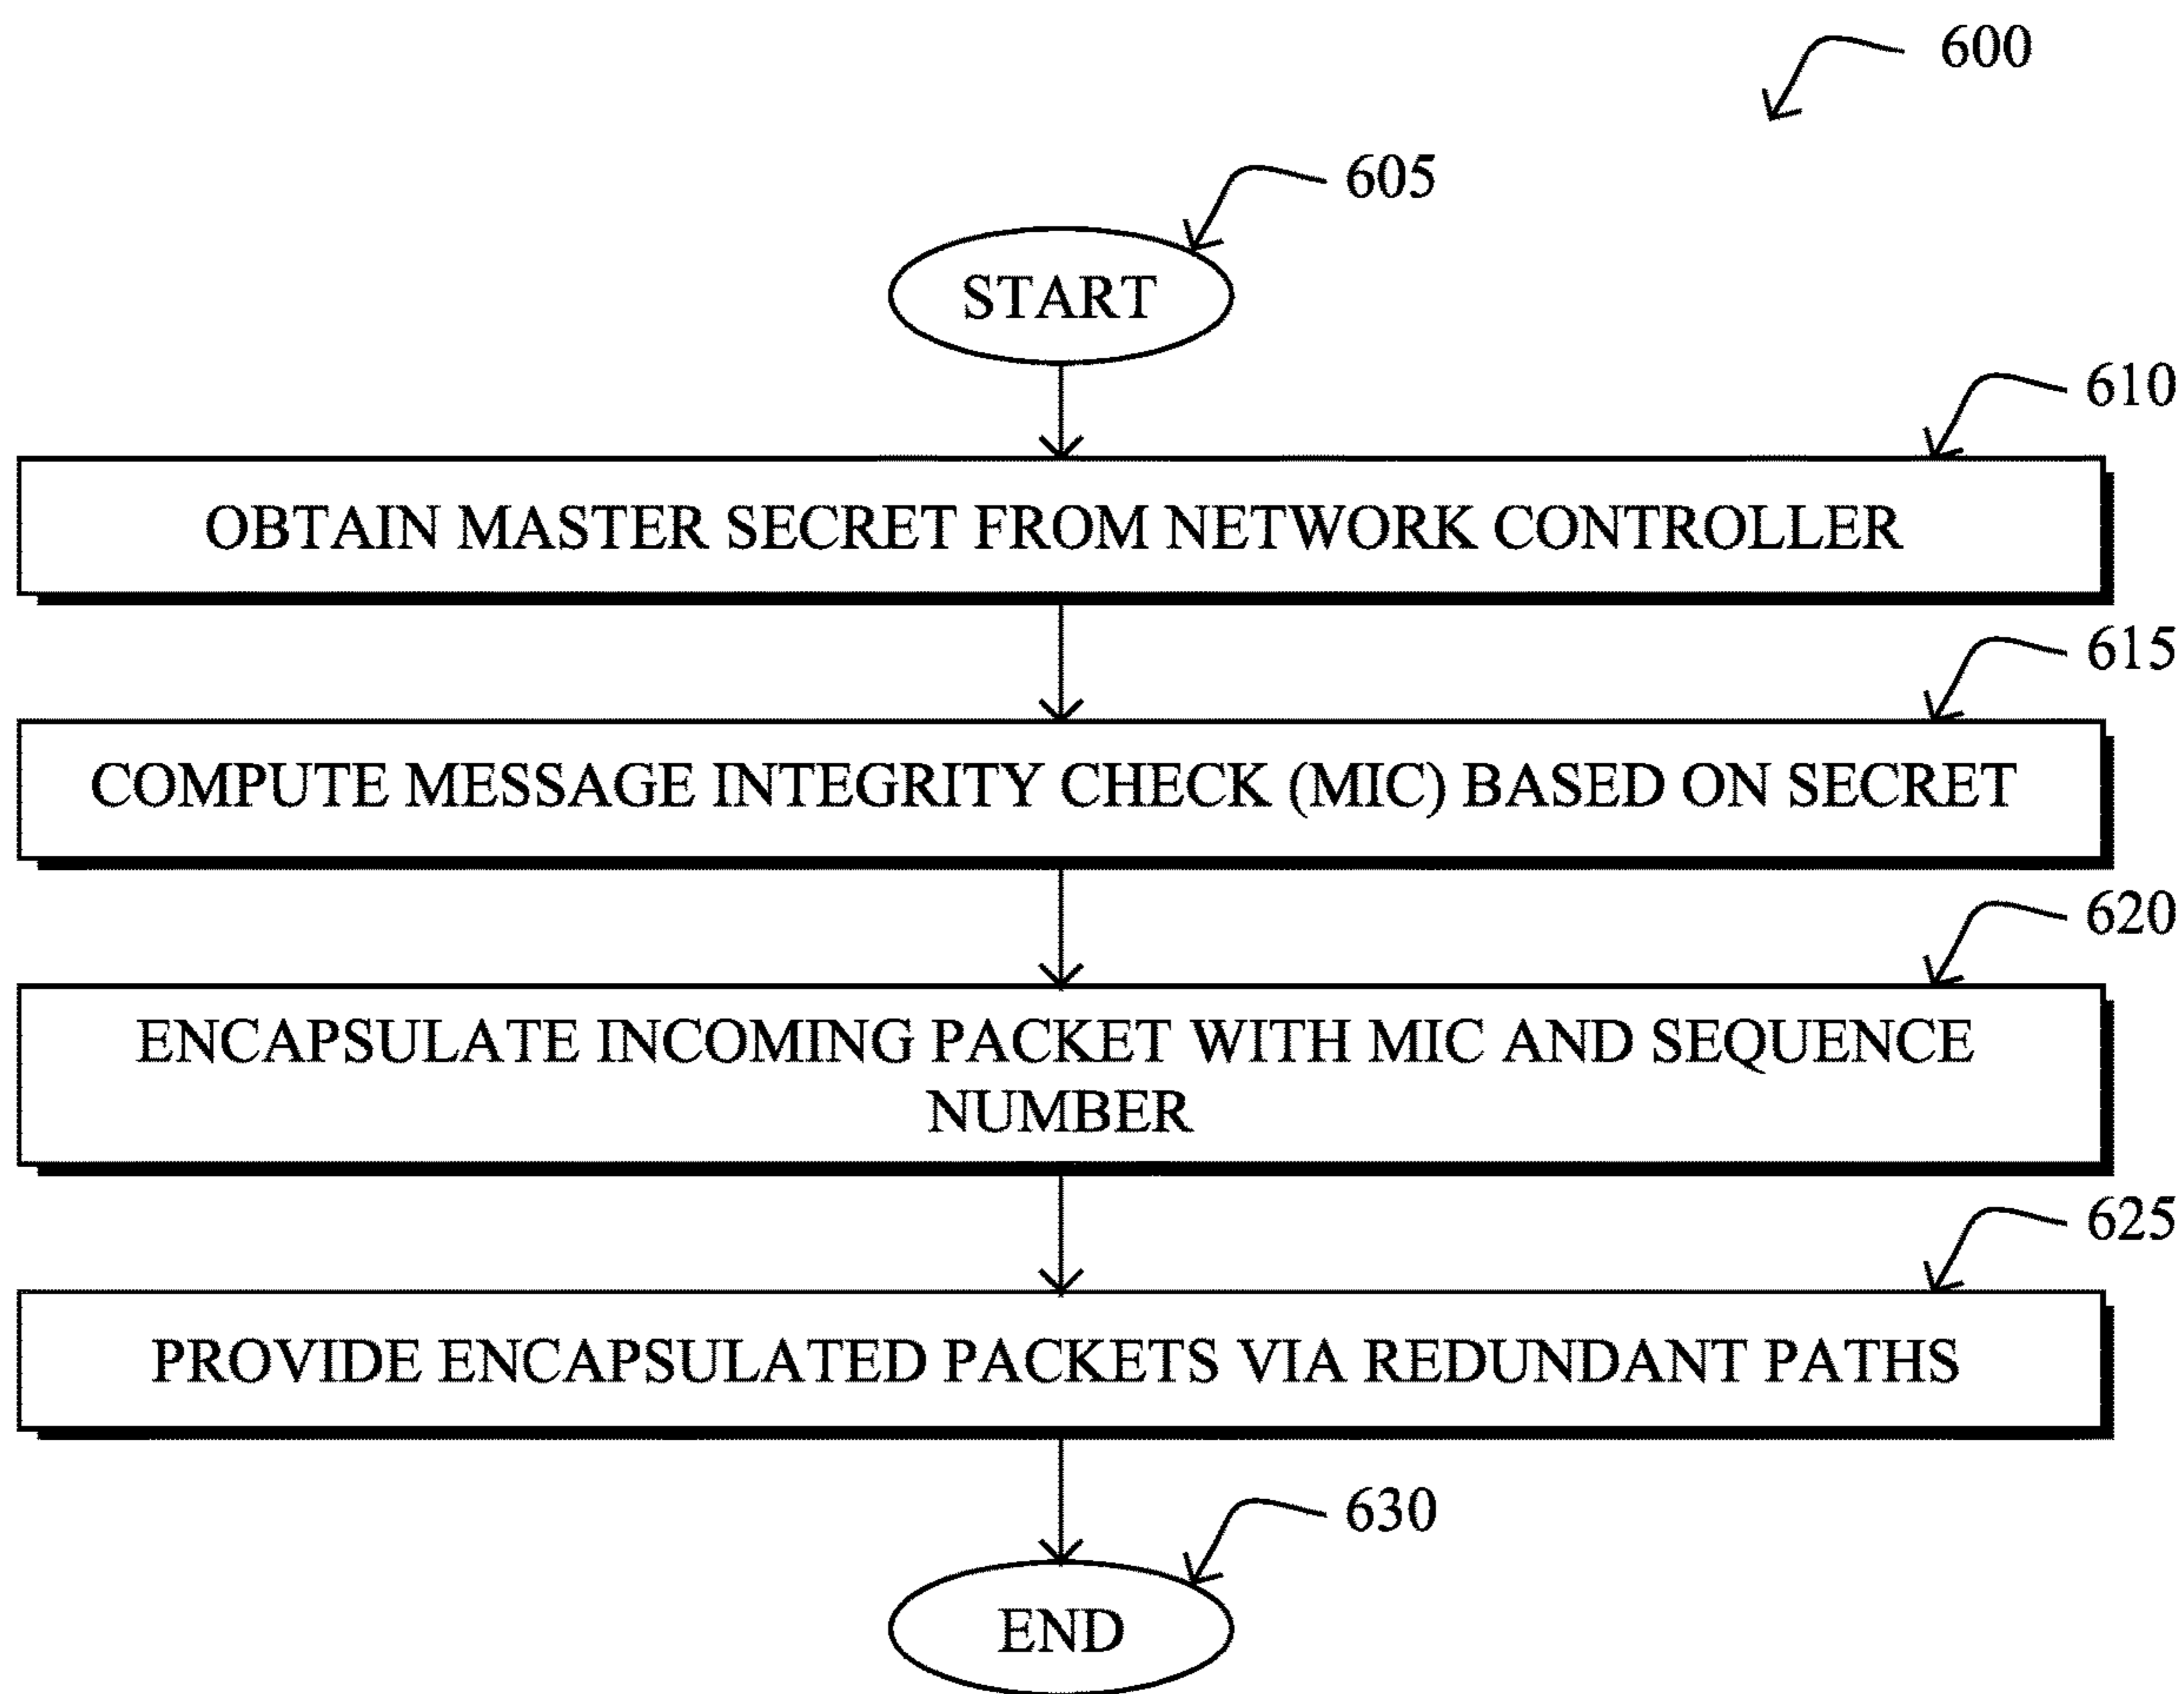 600
605
START
610
OBTAIN MASTER SECRET FROM NETWORK CONTROLLER
615
COMPUTE MESSAGE INTEGRITY CHECK (MIC) BASED ON SECRET
620
ENCAPSULATE INCOMING PACKET WITH MIC AND SEQUENCE
NUMBER
625
PROVIDE ENCAPSULATED PACKETS VIA REDUNDANT PATHS
630
END